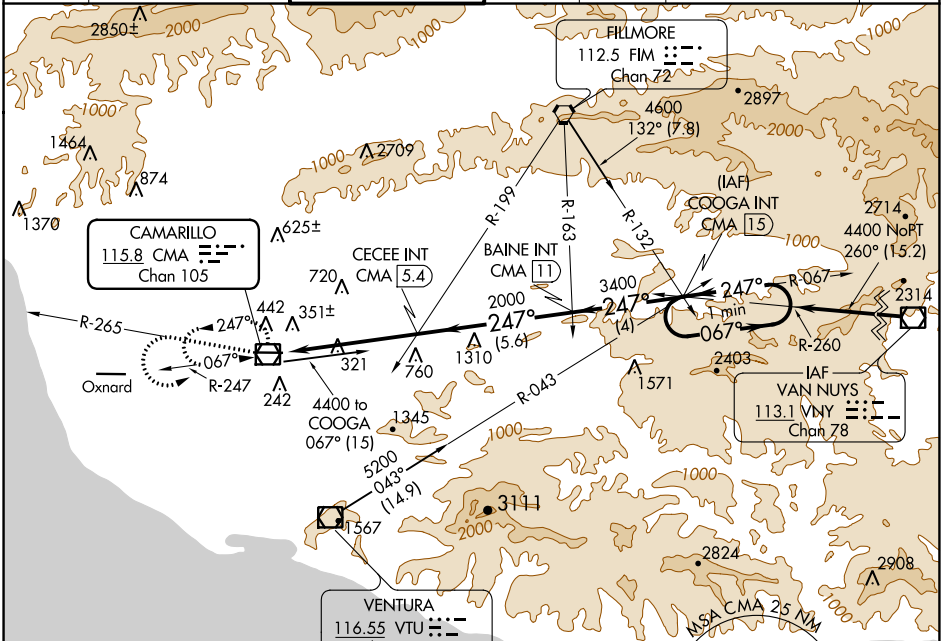 2850±
2000
1000
FILLMORE
112.5 FIM
Chan 72
1000
2897
2000
4600
132° (7.8)
1000
1464
874
1370
1000
2709
R-199
R-163
R-132
(IAF)
COOGA INT
CMA 15
2714
4400 NoPT
260° (15.2)
1000
CAMARILLO
115.8 CMA
Chan 105
625±
720
CECEE INT
CMA 5.4
BAINE INT
CMA 11
3400
247°
(4)
247°
R-067
1 min
067°
2314
R-260
2000
247°
(5.6)
R-265
247°
442
351±
067°
R-247
Oxnard
242
321
760
1310
R-043
1571
2403
IAF
VAN NUYS
113.1 VNY
Chan 78
4400 to
COOGA
067° (15)
1345
1000
5200
043°
(14.9)
1567
3111
2000
1000
2824
2908
VENTURA
116.55 VTU
MSA CMA 25 NM